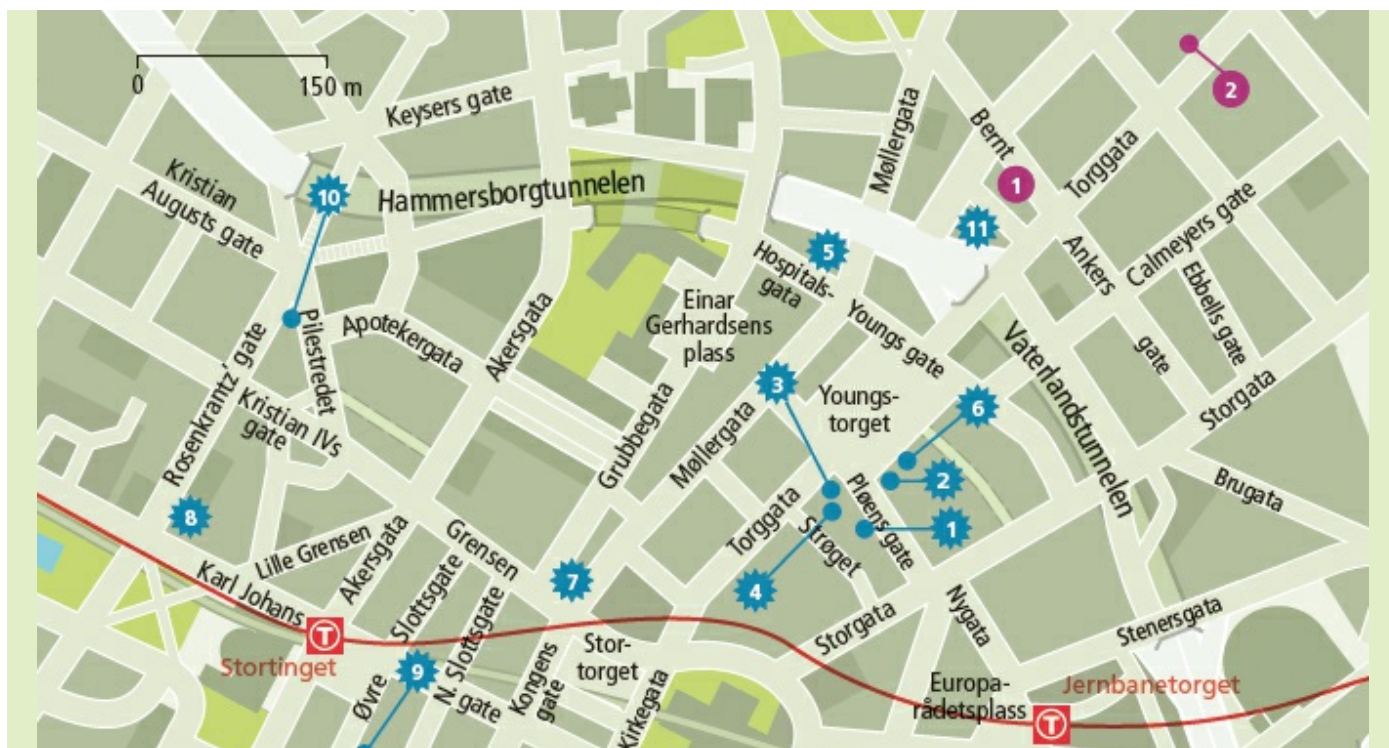 0
150 m
Keysers gate
Møllergata
Bernt
2
1
Torggata
Kristian
Augusts gate
10
Hammersborgtunnelen
11
5
Hospitals-
gata
Ankers
gate
Calmeyers gate
Ebbells gate
Einar
Gerhardsens
plass
Youngs gate
Vaterlandstunnelen
Akersgata
Apotekergata
Pilestredet
Rosenkrantz' gate
Kristian IVs
gate
3
Youngs-
torget
6
Storgata
Grubbegata
Møllergata
2
Pløens gate
1
Brugata
8
Torggata
Strøget
4
Lille Grensen
Akersgata
Grensen
7
Karl Johans
gate
T
Stortinget
Øvre
Slottsgate
N. Slottsgate
9
Kongens
gate
Stor-
torget
Kirkegata
Storgata
Nygata
Stenersgata
Europa-
rådetsplass
Jernbanetorget
T